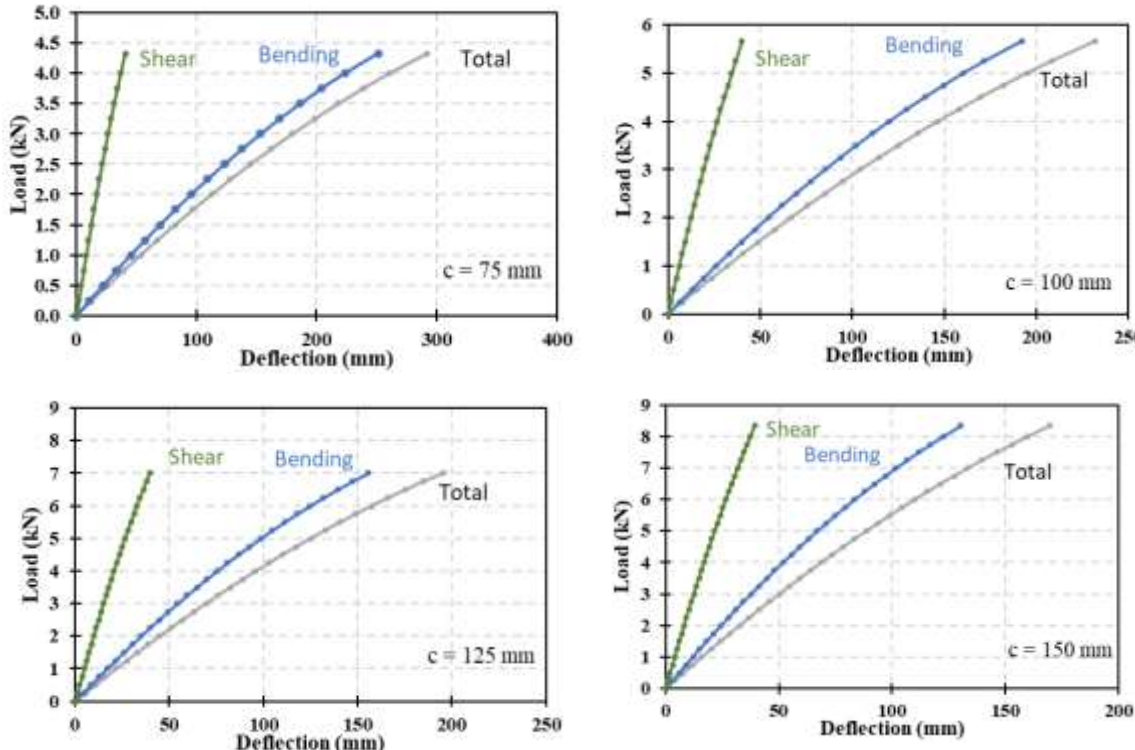 5.0
4.5
4.0
3.5
3.0
2.5
2.0
1.5
1.0
0.5
0.0
Load (kN)
Shear
Bending
Total
c = 75 mm
0 100 200 300 400
Deflection (mm)
6
5
4
3
2
1
0
Load (kN)
Shear
Bending
Total
c = 100 mm
0 50 100 150 200 250
Deflection (mm)
9
8
7
6
5
4
3
2
1
0
Load (kN)
Shear
Bending
Total
c = 125 mm
0 50 100 150 200 250
Deflection (mm)
9
8
7
6
5
4
3
2
1
0
Load (kN)
Shear
Bending
Total
c = 150 mm
0 50 100 150 200
Deflection (mm)